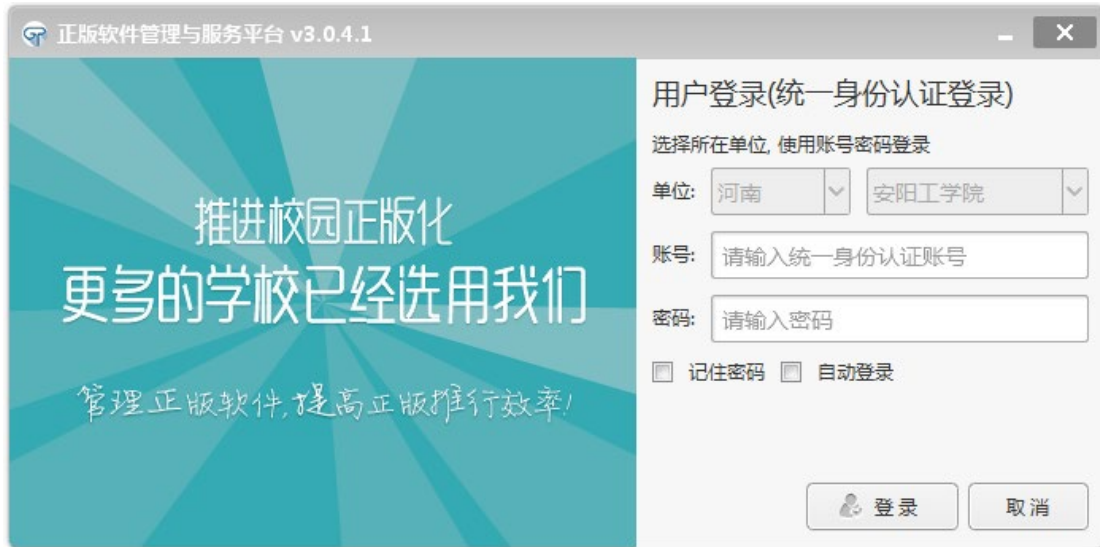 正版软件管理与服务平台 v3.0.4.1
推进校园正版化
更多的学校已经选用我们
管理正版软件,提高正版推行效率!
用户登录(统一身份认证登录)
选择所在单位, 使用账号密码登录
单位: 河南 安阳工学院
账号: 请输入统一身份认证账号
密码: 请输入密码
记住密码 自动登录
登录 取消